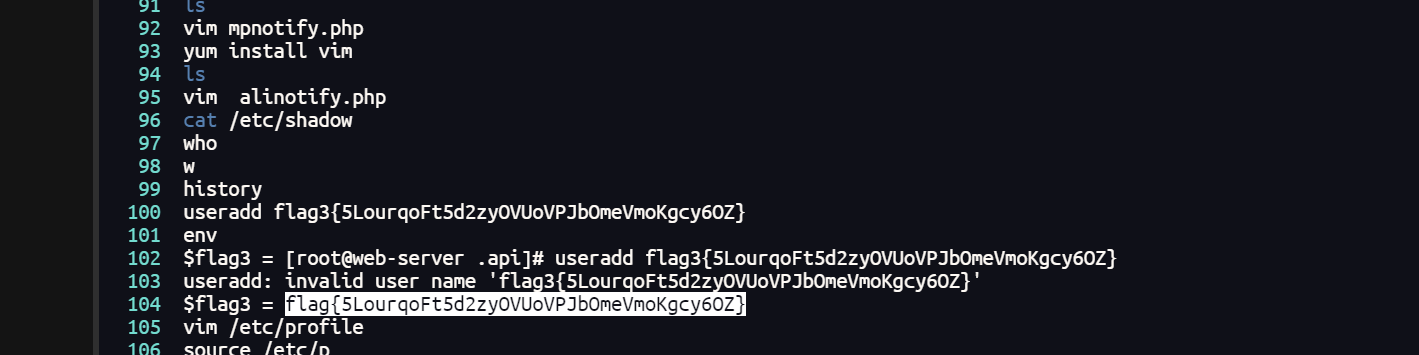 91 ls
92 vim mpnotify.php
93 yum install vim
94 ls
95 vim  alinotify.php
96 cat /etc/shadow
97 who
98 w
99 history
100 useradd flag3{5LourqoFt5d2zyOVUoVPJbOmeVmoKgcy6OZ}
101 env
102 $flag3 = [root@web-server .api]# useradd flag3{5LourqoFt5d2zyOVUoVPJbOmeVmoKgcy6OZ}
103 useradd: invalid user name 'flag3{5LourqoFt5d2zyOVUoVPJbOmeVmoKgcy6OZ}'
104 $flag3 = flag{5LourqoFt5d2zyOVUoVPJbOmeVmoKgcy6OZ}
105 vim /etc/profile
106 source /etc/p